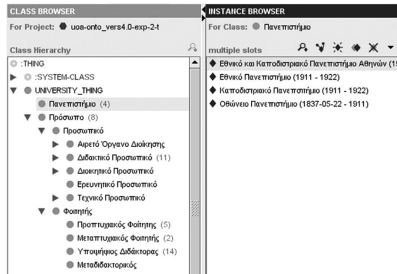 CLASS BROWSER
For Project: uoa-onto_vers4.0-exp-2-t
Class Hierarchy
:THING
:SYSTEM-CLASS
UNIVERSITY_THING
Πανεπιστήμιο (4)
Πρόσωπο (8)
Προσωπικό
Αιρετό Όργανο Διοίκησης
Διδακτικό Προσωπικό (11)
Διοικητικό Προσωπικό
Ερευνητικό Προσωπικό
Τεχνικό Προσωπικό
Φοιτητής
Προπτυχιακός Φοίτητης (5)
Μεταπτυχιακός Φοιτητής (2)
Υποψήφιος Διδάκτορας (14)
Μεταδιδακτορικός
INSTANCE BROWSER
For Class: Πανεπιστήμιο
multiple slots
Εθνικό και Καποδιστριακό Πανεπιστήμιο Αθηνών (19
Εθνικό Πανεπιστήμιο (1911 - 1922)
Καποδιστριακό Πανεπιστήμιο (1911 - 1922)
Οθώνειο Πανεπιστήμιο (1837-05-22 - 1911)